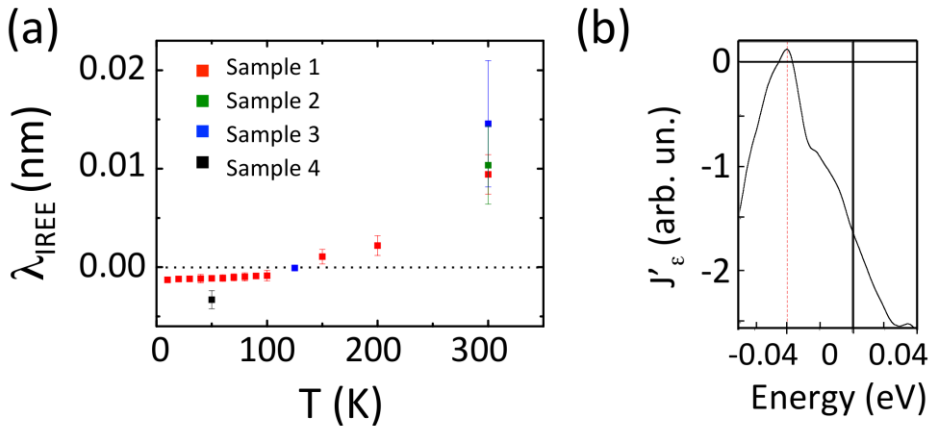 (a)
λIREE (nm)
0.02
0.01
0.00
Sample 1
Sample 2
Sample 3
Sample 4
0
100
200
300
T (K)
(b)
J'ε (arb. un.)
0
-1
-2
-0.04
0
0.04
Energy (eV)